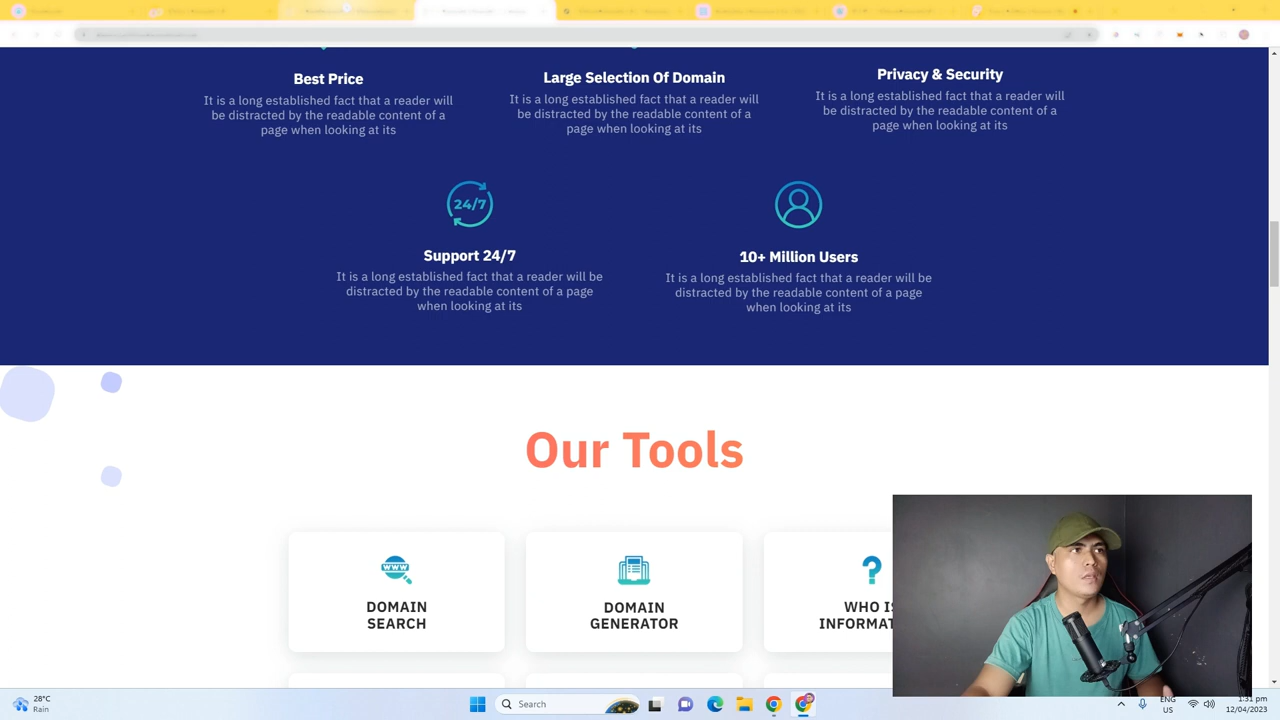 Best Price
It is a long established fact that a reader will
be distracted by the readable content of a
page when looking at its
Large Selection Of Domain
It is a long established fact that a reader will
be distracted by the readable content of a
page when looking at its
Privacy & Security
It is a long established fact that a reader will
be distracted by the readable content of a
page when looking at its
24/7
Support 24/7
It is a long established fact that a reader will be
distracted by the readable content of a page
when looking at its
10+ Million Users
It is a long established fact that a reader will be
distracted by the readable content of a page
when looking at its
Our Tools
WWW
DOMAIN
SEARCH
DOMAIN
GENERATOR
?
WHO IS
INFORMAT
28°C
Rain
Search
ENG
US
1:31 pm
12/04/2023